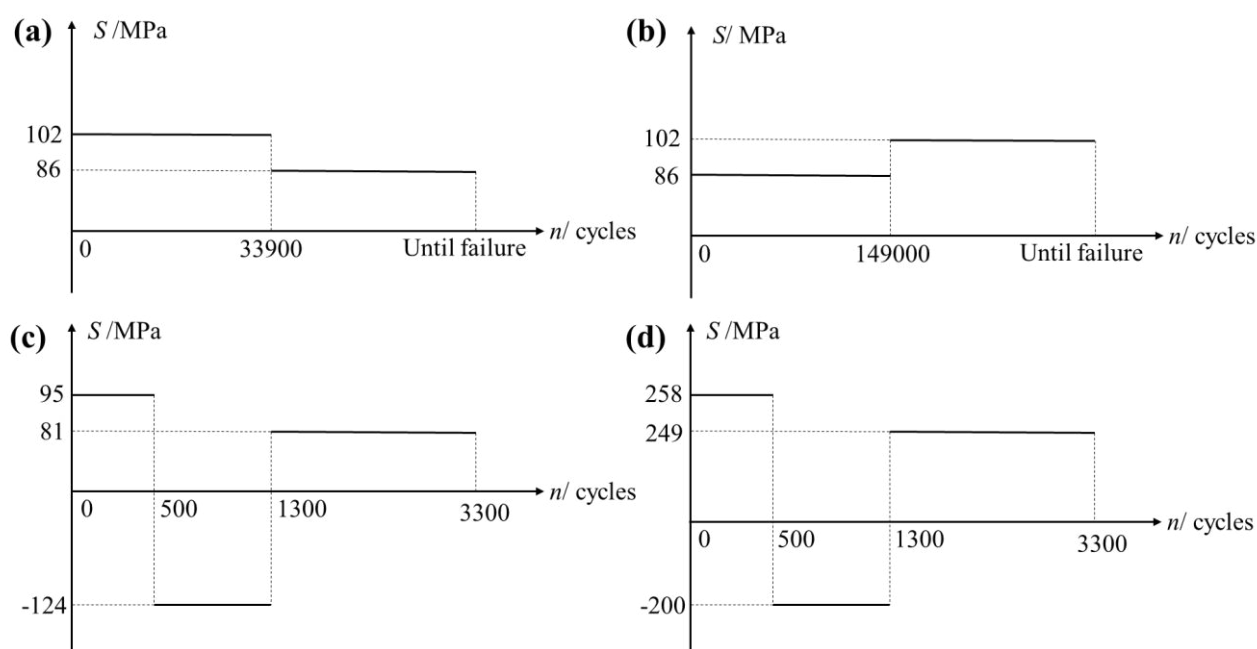 (a) S /MPa
102
86
0 33900 Until failure n/ cycles
(b) S/ MPa
102
86
0 149000 Until failure n/ cycles
(c) S /MPa
95
81
0 500 1300 3300 n/ cycles
-124
(d) S /MPa
258
249
0 500 1300 3300 n/ cycles
-200